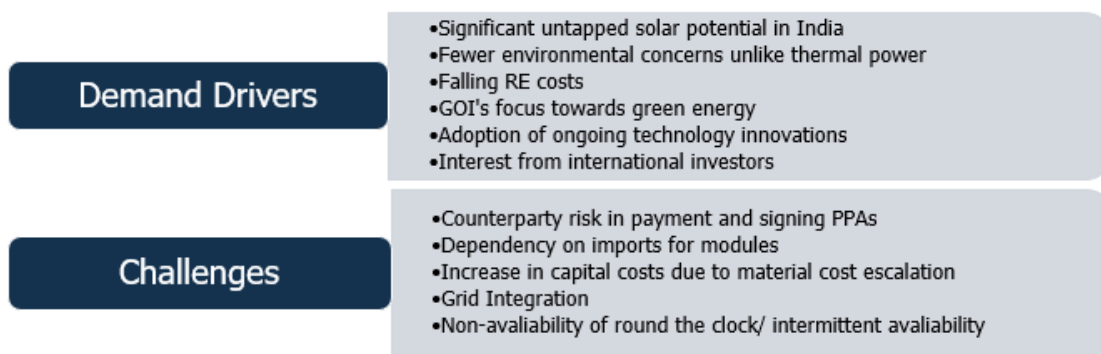 Demand Drivers
•Significant untapped solar potential in India
•Fewer environmental concerns unlike thermal power
•Falling RE costs
•GOI's focus towards green energy
•Adoption of ongoing technology innovations
•Interest from international investors
Challenges
•Counterparty risk in payment and signing PPAs
•Dependency on imports for modules
•Increase in capital costs due to material cost escalation
•Grid Integration
•Non-avaliability of round the clock/ intermittent avaliability